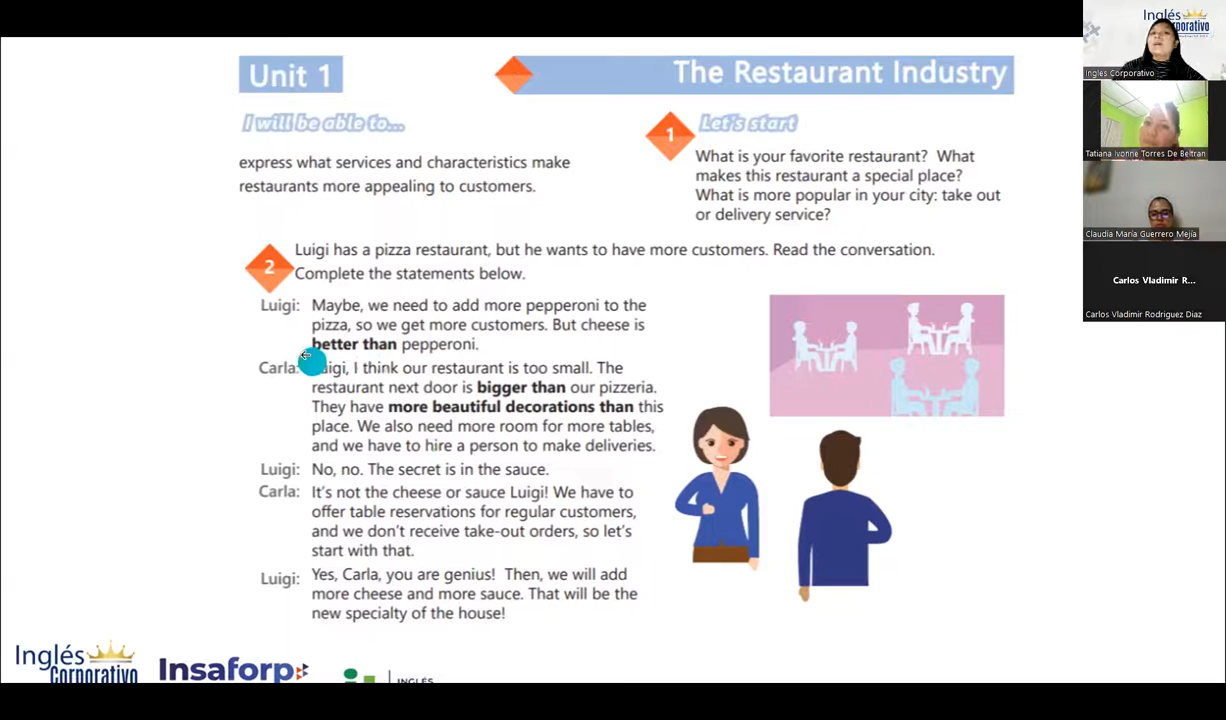 Unit 1
The Restaurant Industry
I will be able to...
express what services and characteristics make
restaurants more appealing to customers.
1
Let's start
What is your favorite restaurant? What
makes this restaurant a special place?
What is more popular in your city: take out
or delivery service?
2
Luigi has a pizza restaurant, but he wants to have more customers. Read the conversation.
Complete the statements below.
Luigi: Maybe, we need to add more pepperoni to the
pizza, so we get more customers. But cheese is
better than pepperoni.
Carla: Luigi, I think our restaurant is too small. The
restaurant next door is bigger than our pizzeria.
They have more beautiful decorations than this
place. We also need more room for more tables,
and we have to hire a person to make deliveries.
Luigi: No, no. The secret is in the sauce.
Carla: It's not the cheese or sauce Luigi! We have to
offer table reservations for regular customers,
and we don't receive take-out orders, so let's
start with that.
Luigi: Yes, Carla, you are genius! Then, we will add
more cheese and more sauce. That will be the
new specialty of the house!
Inglés
Corporativo
Insaforp
INGLÉS
Inglés
Corporativo
Inglés Corporativo
Tatiana Ivonne Torres De Beltran
Claudia María Guerrero Mejía
Carlos Vladimir R...
Carlos Vladimir Rodriguez Diaz